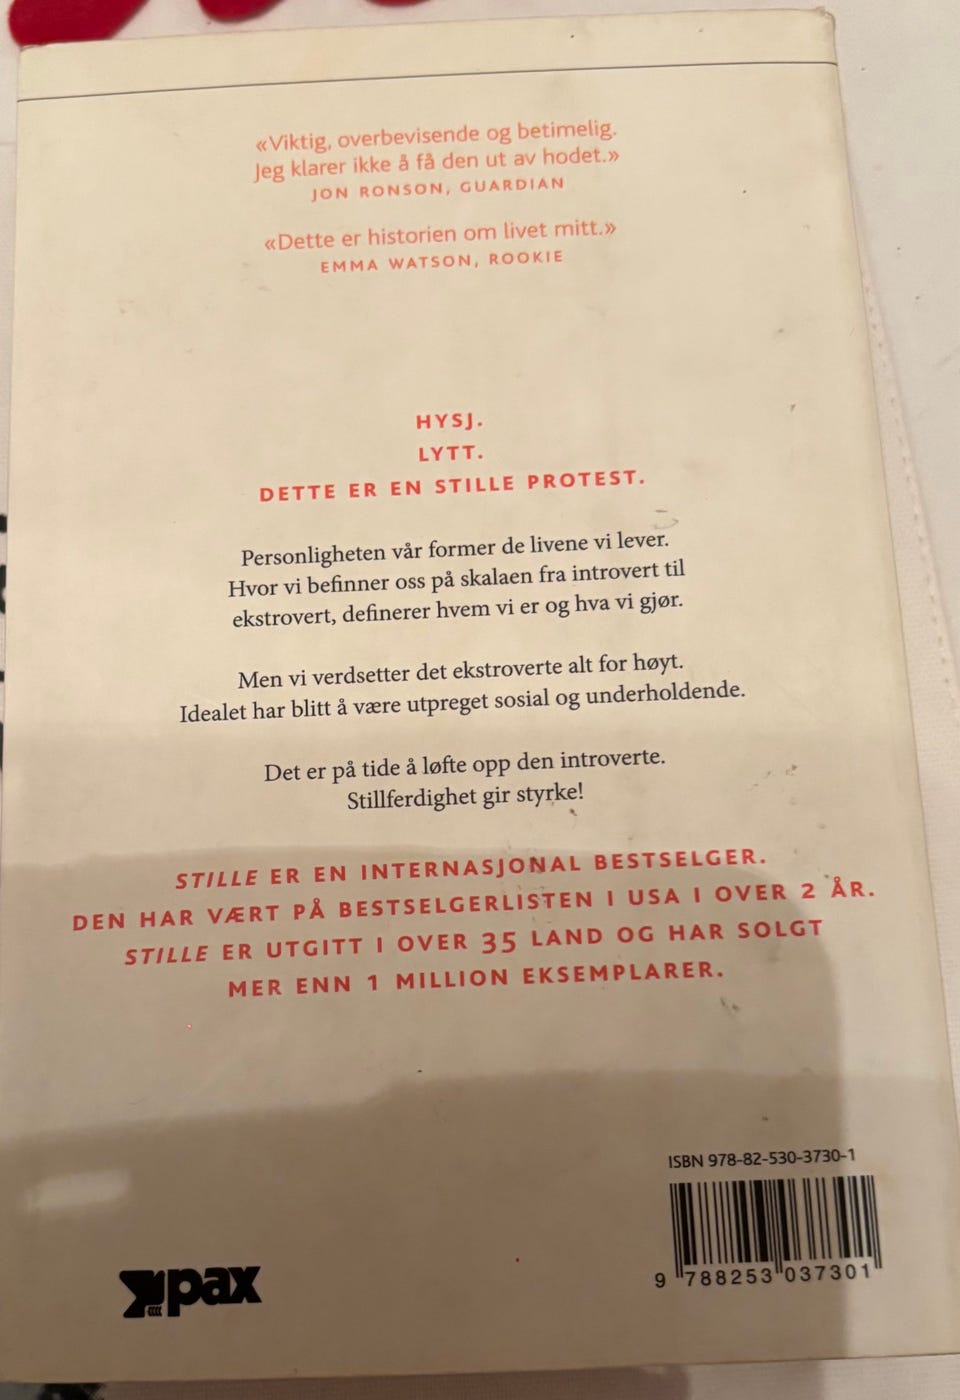 «Viktig, overbevisende og betimelig.
Jeg klarer ikke å få den ut av hodet.»
JON RONSON, GUARDIAN
«Dette er historien om livet mitt.»
EMMA WATSON, ROOKIE
HYSJ.
LYTT.
DETTE ER EN STILLE PROTEST.
Personligheten vår former de livene vi lever.
Hvor vi befinner oss på skalaen fra introvert til
ekstrovert, definerer hvem vi er og hva vi gjør.
Men vi verdsetter det ekstroverte alt for høyt.
Idealet har blitt å være utpreget sosial og underholdende.
Det er på tide å løfte opp den introverte.
Stillferdighet gir styrke!
STILLE ER EN INTERNASJONAL BESTSELGER.
DEN HAR VÆRT PÅ BESTSELGERLISTEN I USA I OVER 2 ÅR.
STILLE ER UTGITT I OVER 35 LAND OG HAR SOLGT
MER ENN 1 MILLION EKSEMPLARER.
ISBN 978-82-530-3730-1
9 788253 037301
pax